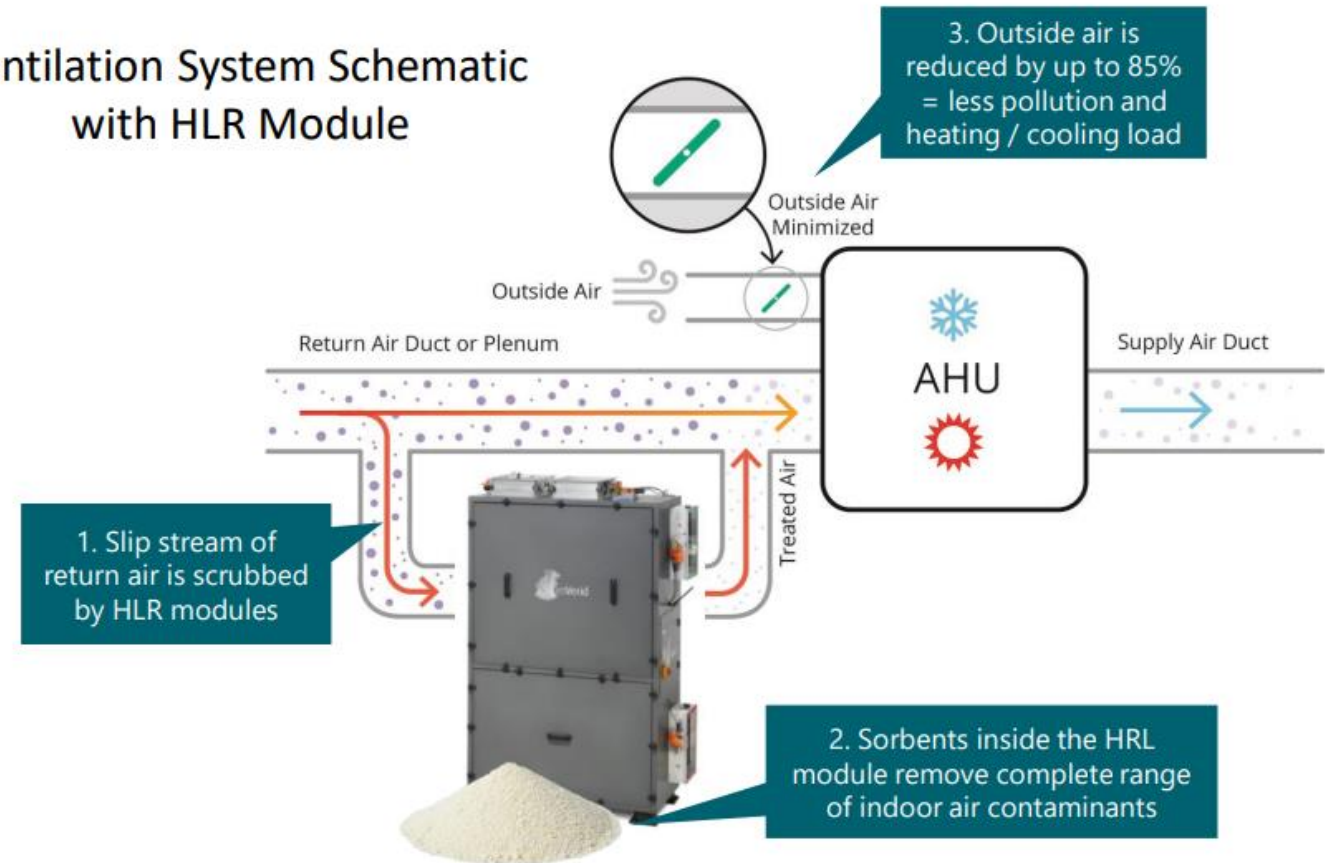 ntilation System Schematic
with HLR Module
3. Outside air is
reduced by up to 85%
= less pollution and
heating / cooling load
Outside Air
Minimized
Outside Air
Return Air Duct or Plenum
AHU
Supply Air Duct
Treated Air
1. Slip stream of
return air is scrubbed
by HLR modules
2. Sorbents inside the HRL
module remove complete range
of indoor air contaminants